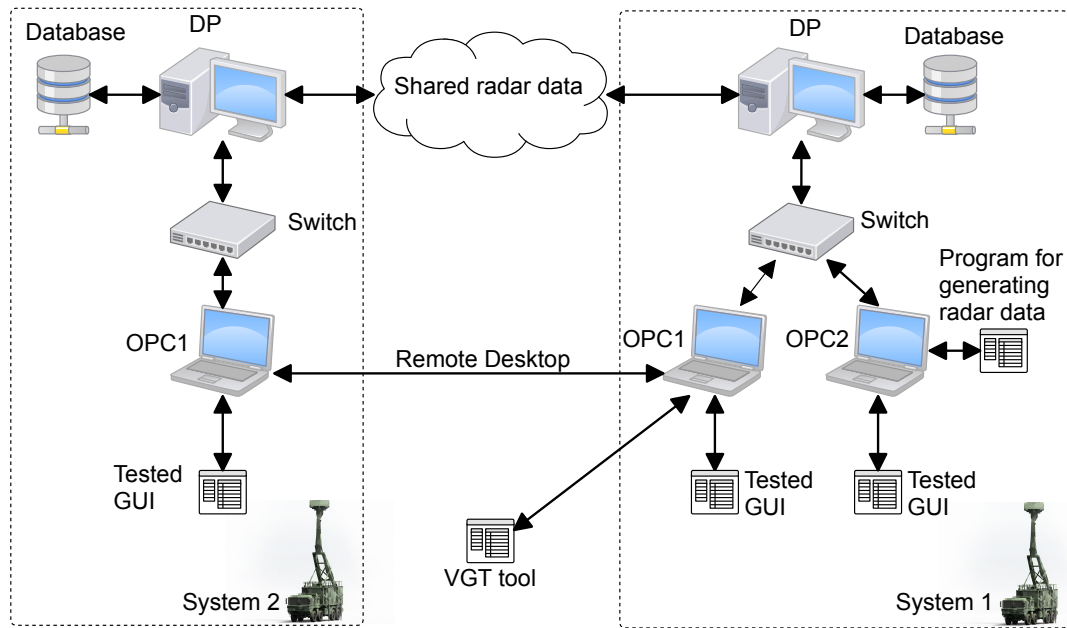 Database
DP
Shared radar data
DP
Database
Switch
Switch
Program for
generating
radar data
OPC1
OPC1
OPC2
Remote Desktop
Tested
GUI
Tested
GUI
Tested
GUI
VGT tool
System 2
System 1